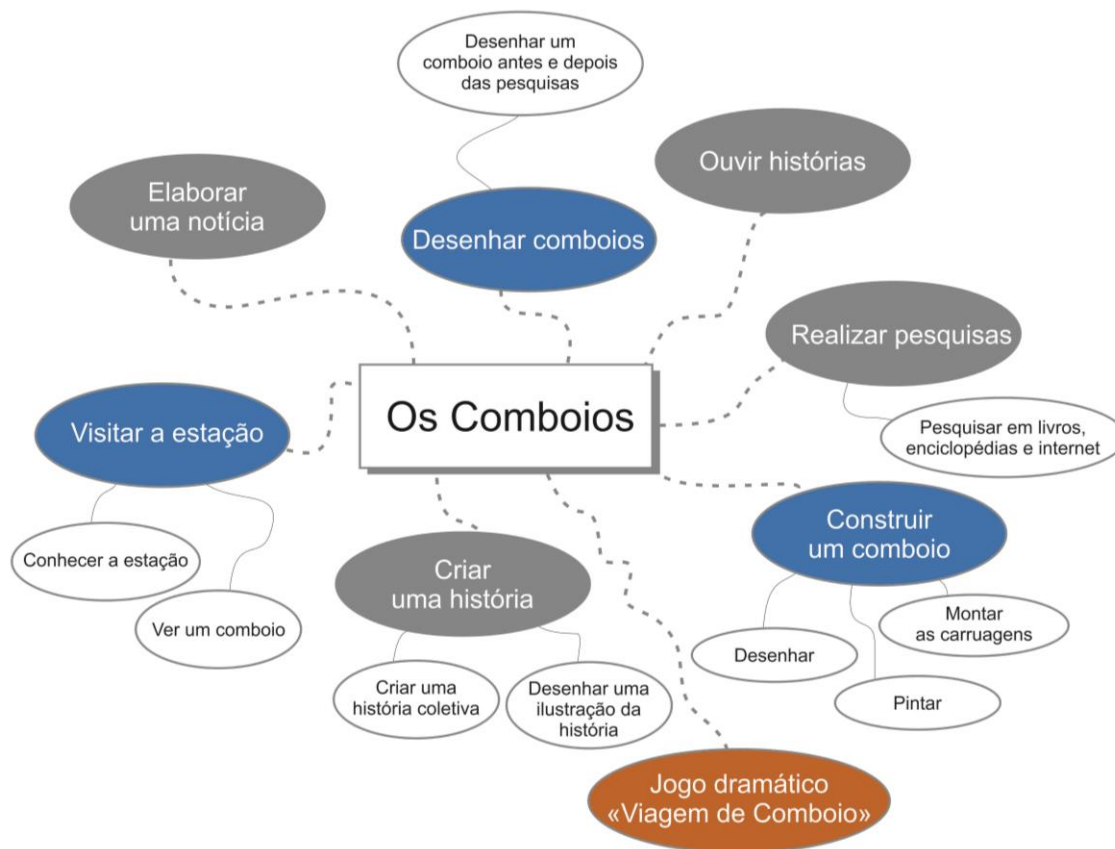 Desenhar um
comboio antes e depois
das pesquisas
Ouvir histórias
Elaborar
uma notícia
Desenhar comboios
Realizar pesquisas
Os Comboios
Visitar a estação
Pesquisar em livros,
enciclopédias e internet
Construir
um comboio
Conhecer a estação
Criar
uma história
Ver um comboio
Montar
as carruagens
Desenhar
Criar uma
história coletiva
Desenhar uma
ilustração da
história
Pintar
Jogo dramático
«Viagem de Comboio»